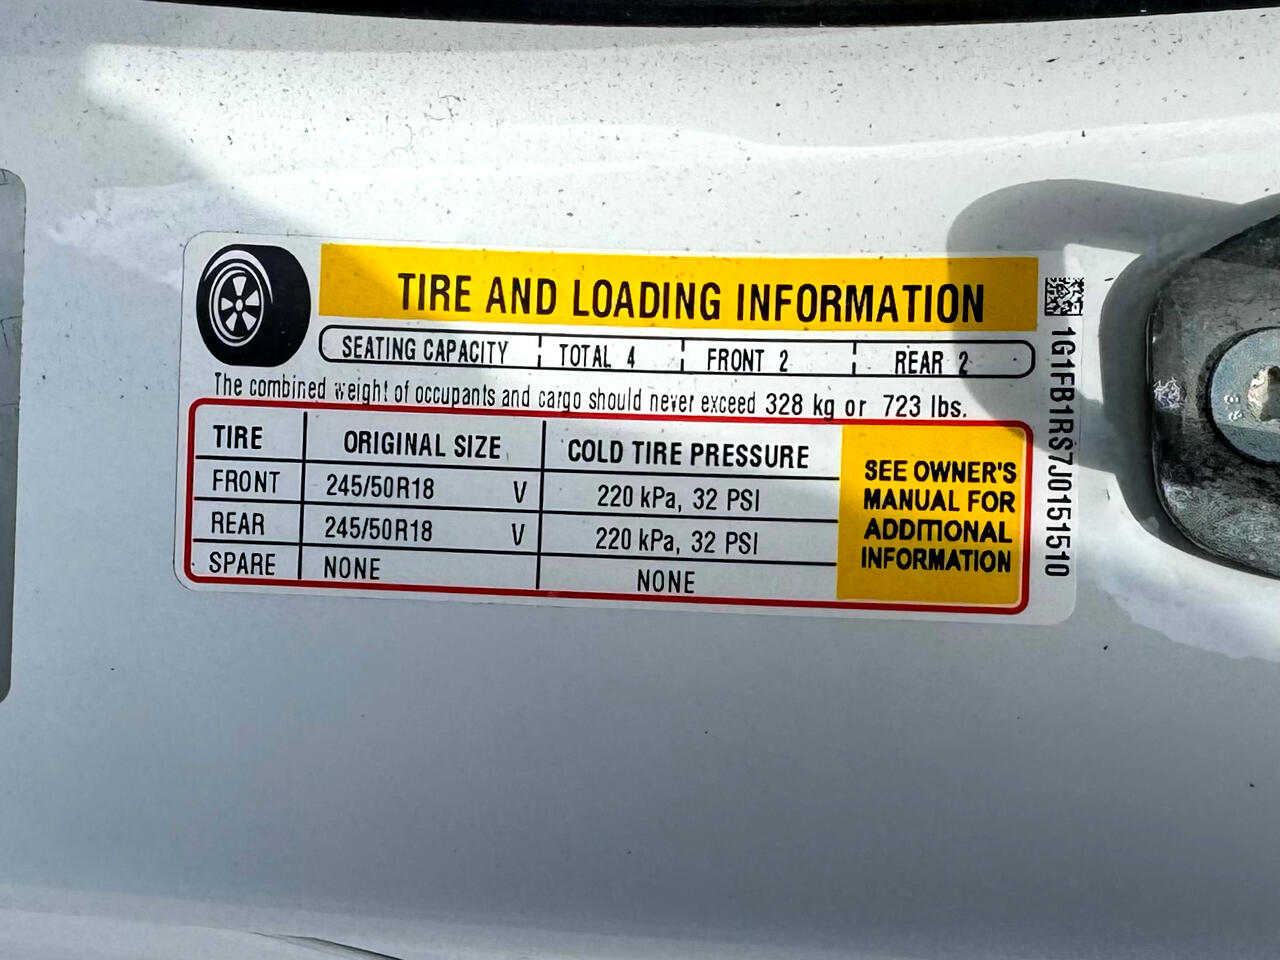 TIRE AND LOADING INFORMATION
SEATING CAPACITY TOTAL 4 FRONT 2 REAR 2
The combined weight of occupants and cargo should never exceed 328 kg or 723 lbs.
TIRE ORIGINAL SIZE COLD TIRE PRESSURE
FRONT 245/50R18 V 220 kPa, 32 PSI
REAR 245/50R18 V 220 kPa, 32 PSI
SPARE NONE NONE
SEE OWNER'S
MANUAL FOR
ADDITIONAL
INFORMATION
1G1FB1RS7J0151510